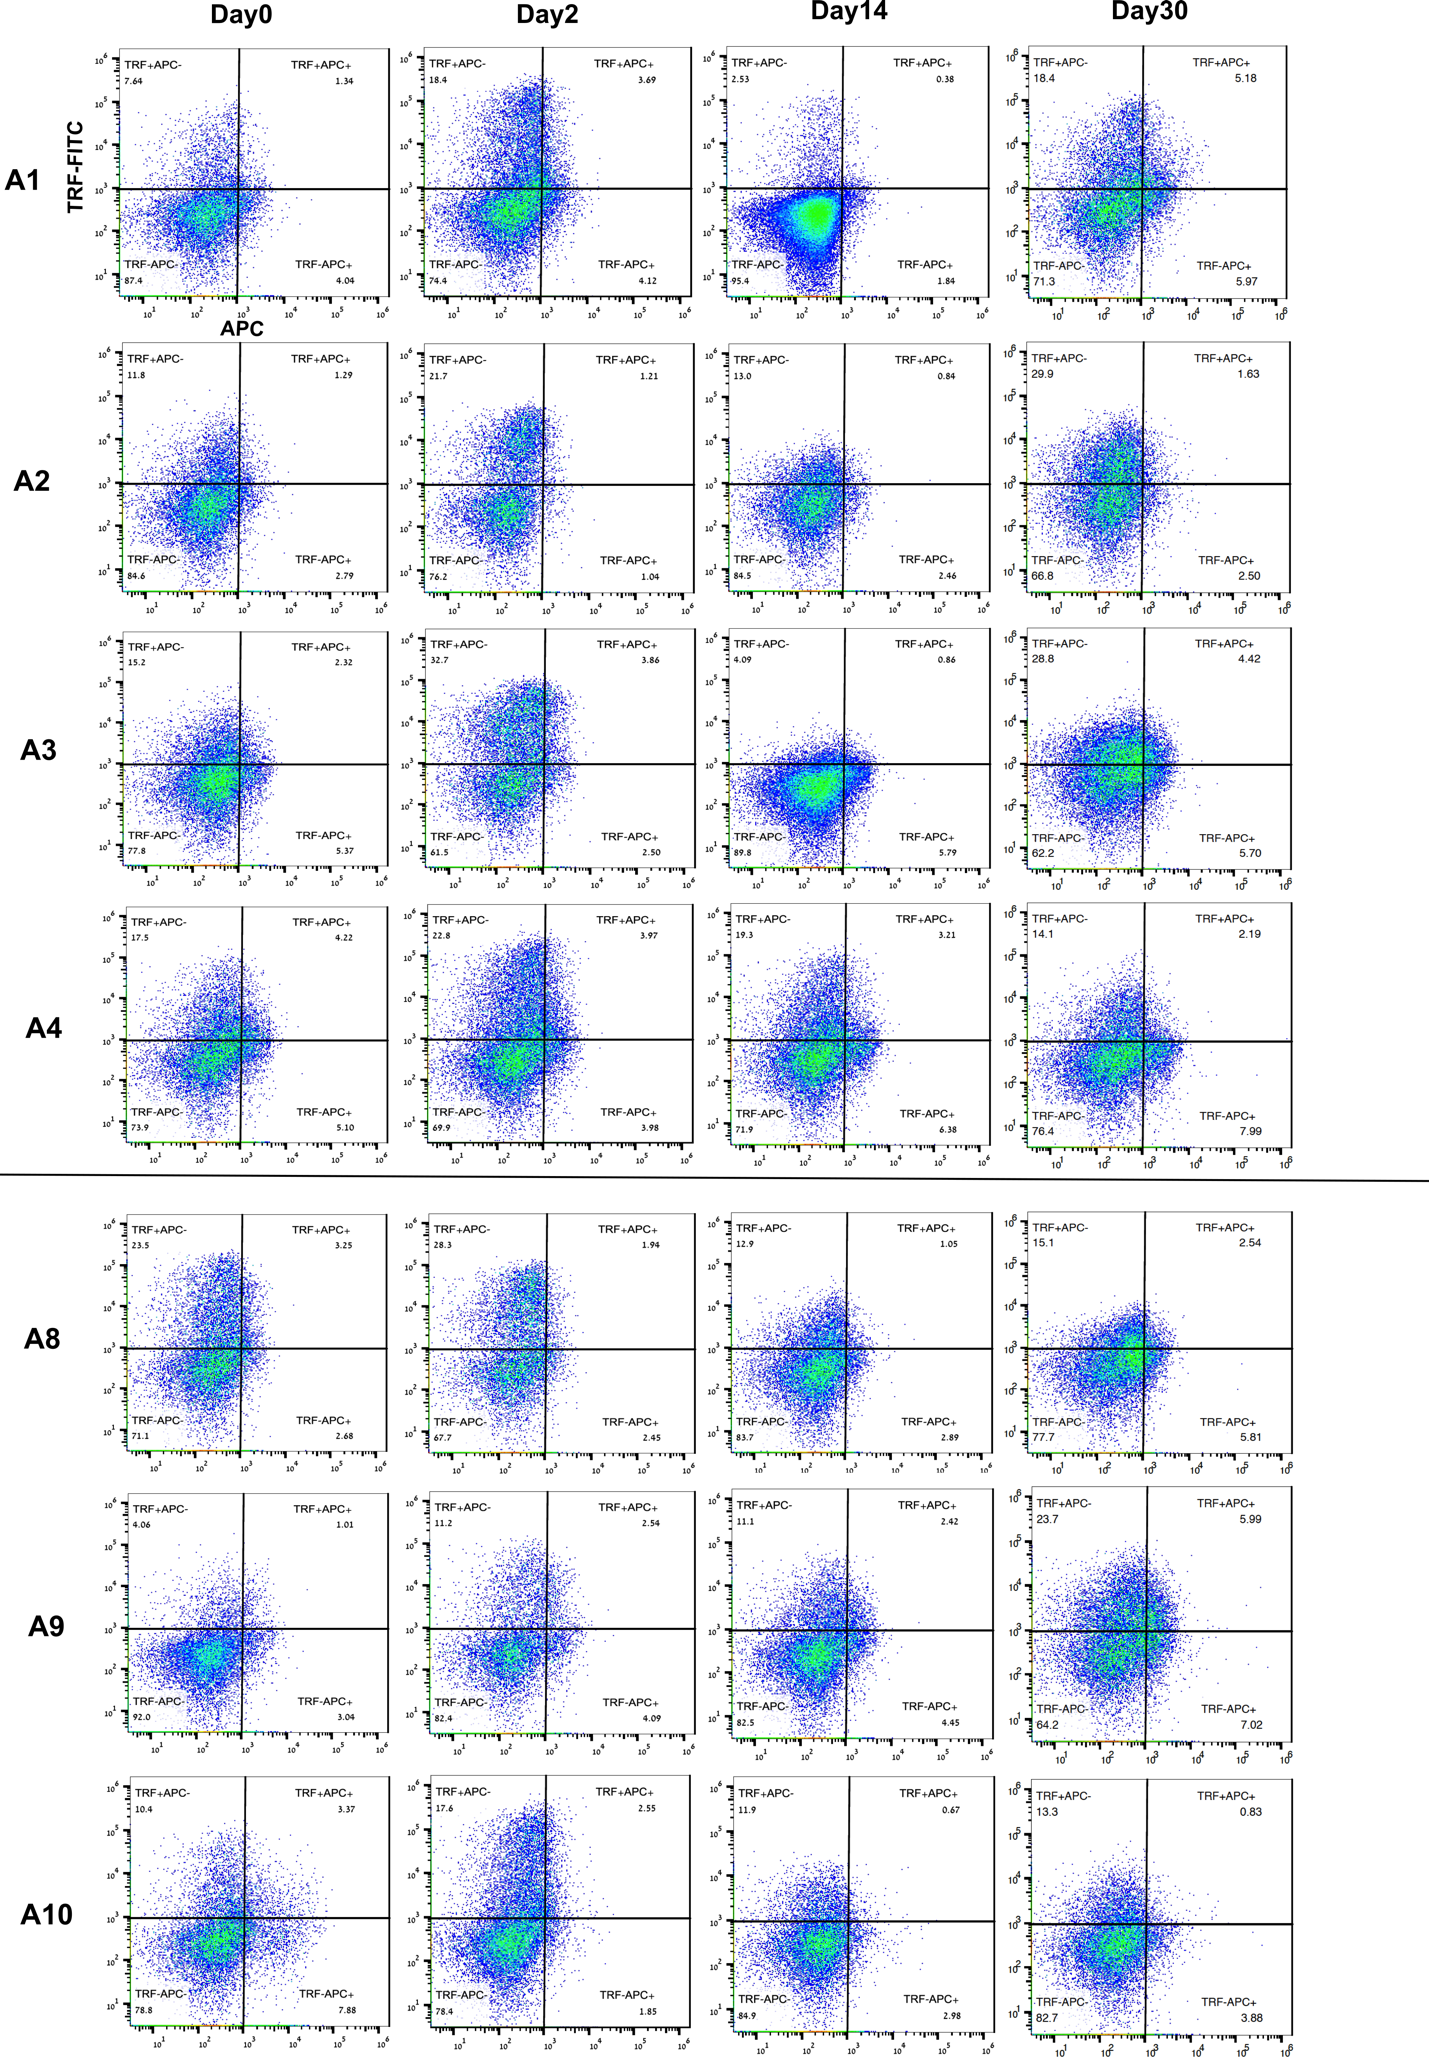 Day0 Day2 Day14 Day30
A1
TRF-FITC
APC
TRF+APC- 7.64 TRF+APC+ 1.34
TRF-APC- 87.4 TRF-APC+ 4.04
TRF+APC- 18.4 TRF+APC+ 3.69
TRF-APC- 74.4 TRF-APC+ 4.12
TRF+APC- 2.53 TRF+APC+ 0.38
TRF-APC- 95.4 TRF-APC+ 1.84
TRF+APC- 18.4 TRF+APC+ 5.18
TRF-APC- 71.3 TRF-APC+ 5.97
A2
TRF+APC- 11.8 TRF+APC+ 1.29
TRF-APC- 84.6 TRF-APC+ 2.79
TRF+APC- 21.7 TRF+APC+ 1.21
TRF-APC- 76.2 TRF-APC+ 1.04
TRF+APC- 13.0 TRF+APC+ 0.84
TRF-APC- 84.5 TRF-APC+ 2.46
TRF+APC- 29.9 TRF+APC+ 1.63
TRF-APC- 66.8 TRF-APC+ 2.50
A3
TRF+APC- 15.2 TRF+APC+ 2.32
TRF-APC- 77.8 TRF-APC+ 5.37
TRF+APC- 32.7 TRF+APC+ 3.86
TRF-APC- 61.5 TRF-APC+ 2.50
TRF+APC- 4.09 TRF+APC+ 0.86
TRF-APC- 89.8 TRF-APC+ 5.79
TRF+APC- 28.8 TRF+APC+ 4.42
TRF-APC- 62.2 TRF-APC+ 5.70
A4
TRF+APC- 17.5 TRF+APC+ 4.22
TRF-APC- 73.9 TRF-APC+ 5.10
TRF+APC- 22.8 TRF+APC+ 3.97
TRF-APC- 69.9 TRF-APC+ 3.98
TRF+APC- 19.3 TRF+APC+ 3.21
TRF-APC- 71.9 TRF-APC+ 6.38
TRF+APC- 14.1 TRF+APC+ 2.19
TRF-APC- 76.4 TRF-APC+ 7.99
A8
TRF+APC- 23.5 TRF+APC+ 3.25
TRF-APC- 71.1 TRF-APC+ 2.68
TRF+APC- 28.3 TRF+APC+ 1.94
TRF-APC- 67.7 TRF-APC+ 2.45
TRF+APC- 12.9 TRF+APC+ 1.05
TRF-APC- 83.7 TRF-APC+ 2.89
TRF+APC- 15.1 TRF+APC+ 2.54
TRF-APC- 77.7 TRF-APC+ 5.81
A9
TRF+APC- 4.06 TRF+APC+ 1.01
TRF-APC- 92.0 TRF-APC+ 3.04
TRF+APC- 11.2 TRF+APC+ 2.54
TRF-APC- 82.4 TRF-APC+ 4.09
TRF+APC- 11.1 TRF+APC+ 2.42
TRF-APC- 82.5 TRF-APC+ 4.45
TRF+APC- 23.7 TRF+APC+ 5.99
TRF-APC- 64.2 TRF-APC+ 7.02
A10
TRF+APC- 10.4 TRF+APC+ 3.37
TRF-APC- 78.8 TRF-APC+ 7.88
TRF+APC- 17.6 TRF+APC+ 2.55
TRF-APC- 78.4 TRF-APC+ 1.85
TRF+APC- 11.9 TRF+APC+ 0.67
TRF-APC- 84.9 TRF-APC+ 2.98
TRF+APC- 13.3 TRF+APC+ 0.83
TRF-APC- 82.7 TRF-APC+ 3.88